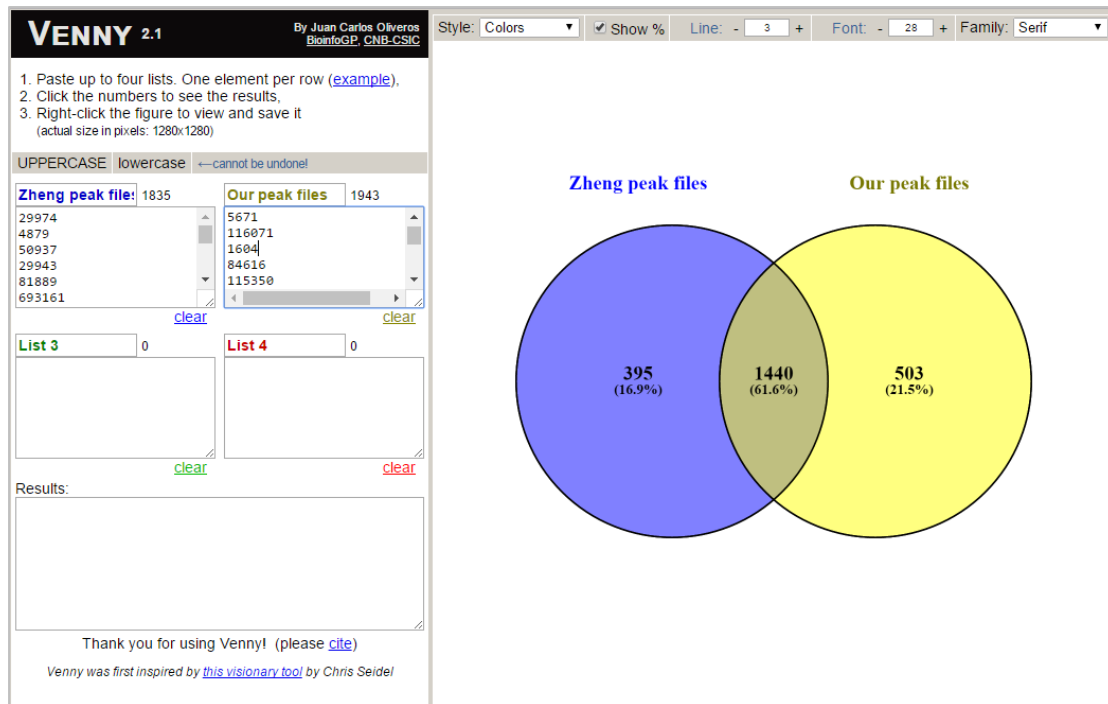 VENNY 2.1
By Juan Carlos Oliveros
BioinfoGP, CNB-CSIC
Style: Colors Show % Line: - 3 + Font: - 28 + Family: Serif
1. Paste up to four lists. One element per row (example),
2. Click the numbers to see the results,
3. Right-click the figure to view and save it
(actual size in pixels: 1280x1280)
UPPERCASE lowercase ←cannot be undone!
Zheng peak file: 1835
29974
4879
50937
29943
81889
693161
clear
Our peak files 1943
5671
116071
1604
84616
115350
clear
List 3 0
clear
List 4 0
clear
Results:
Thank you for using Venny! (please cite)
Venny was first inspired by this visionary tool by Chris Seidel
Zheng peak files
Our peak files
395
(16.9%)
1440
(61.6%)
503
(21.5%)